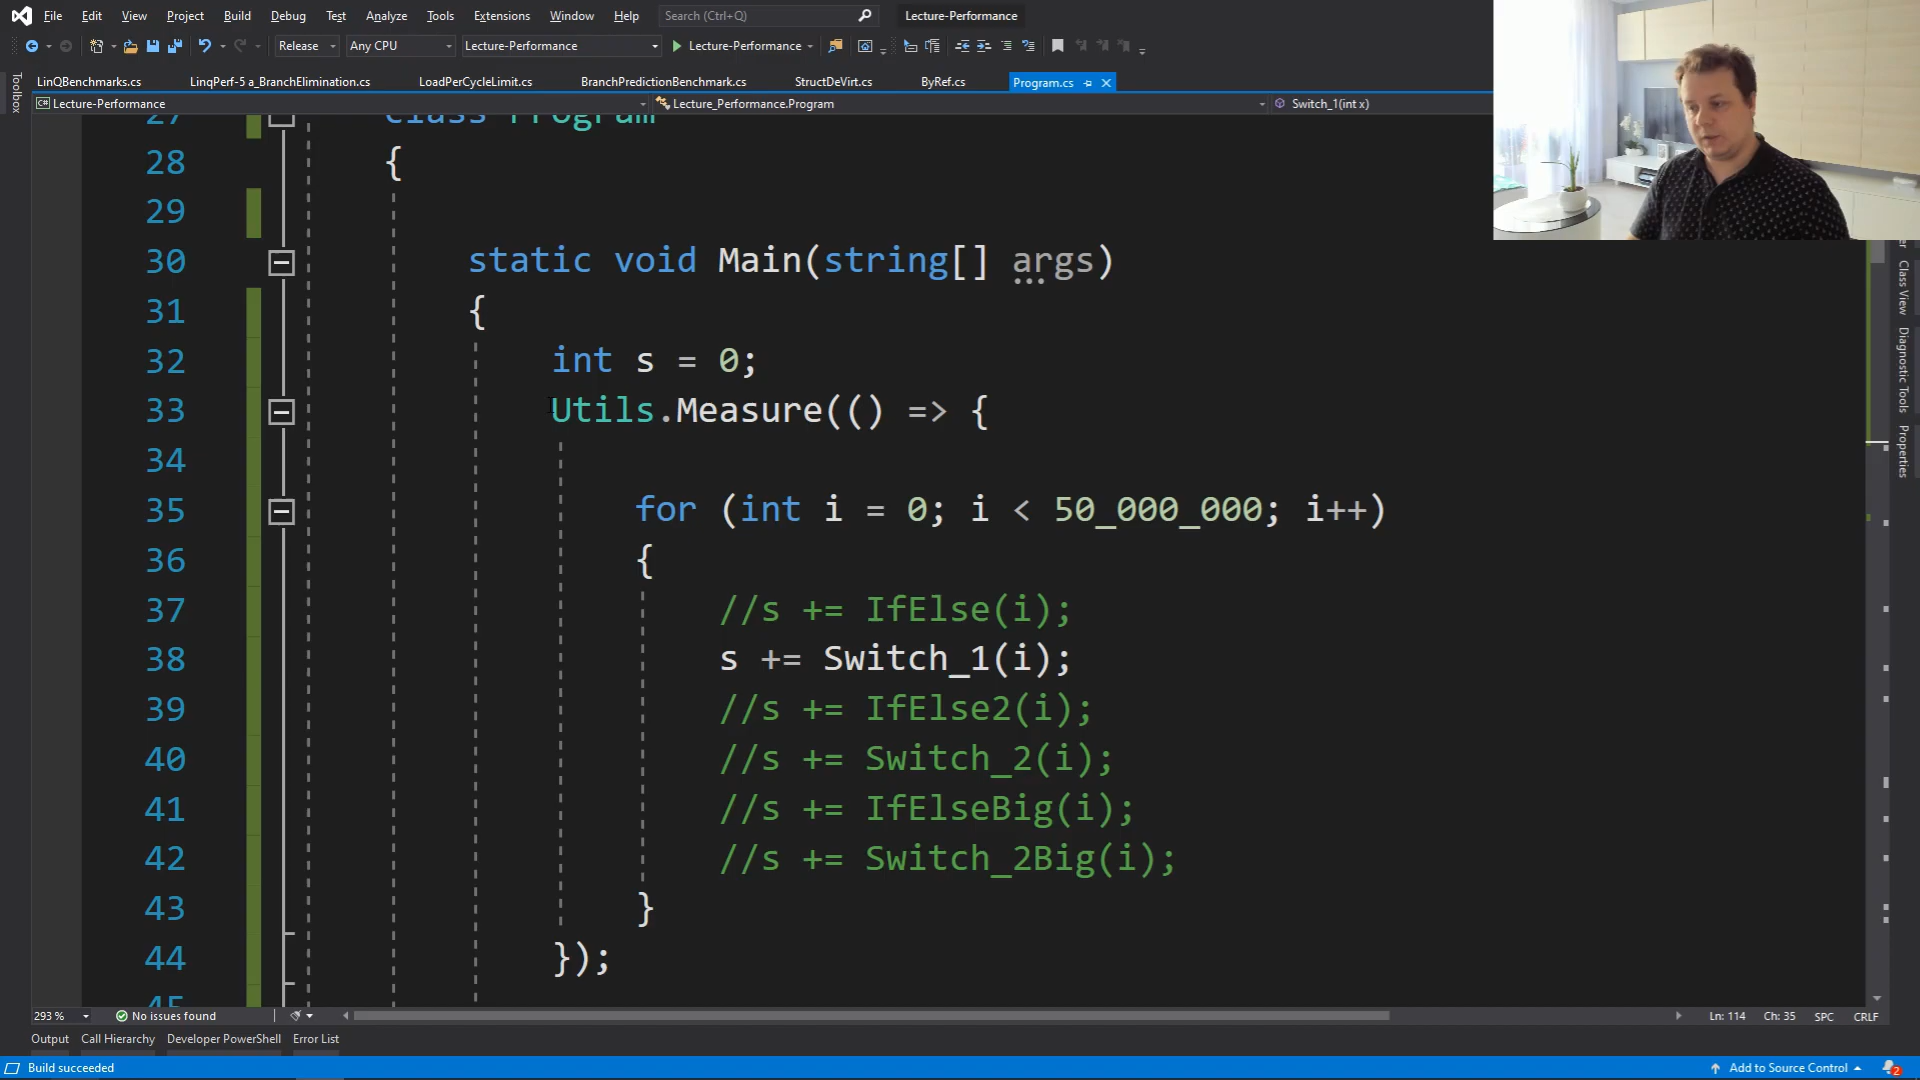 File Edit View Project Build Debug Test Analyze Tools Extensions Window Help Search (Ctrl+Q) Lecture-Performance
Release Any CPU Lecture-Performance Lecture-Performance
LinQBenchmarks.cs LinqPerf-5 a_BranchElimination.cs LoadPerCycleLimit.cs BranchPredictionBenchmark.cs StructDeVirt.cs ByRef.cs Program.cs
Toolbox
Lecture-Performance Lecture_Performance.Program Switch_1(int x)
27 class Program
28 {
29
30 static void Main(string[] args)
31 {
32 int s = 0;
33 Utils.Measure(() => {
34
35 for (int i = 0; i < 50_000_000; i++)
36 {
37 //s += IfElse(i);
38 s += Switch_1(i);
39 //s += IfElse2(i);
40 //s += Switch_2(i);
41 //s += IfElseBig(i);
42 //s += Switch_2Big(i);
43 }
44 });
45
Class View
Diagnostic Tools
Properties
293 % No issues found Ln: 114 Ch: 35 SPC CRLF
Output Call Hierarchy Developer PowerShell Error List
Build succeeded Add to Source Control 2